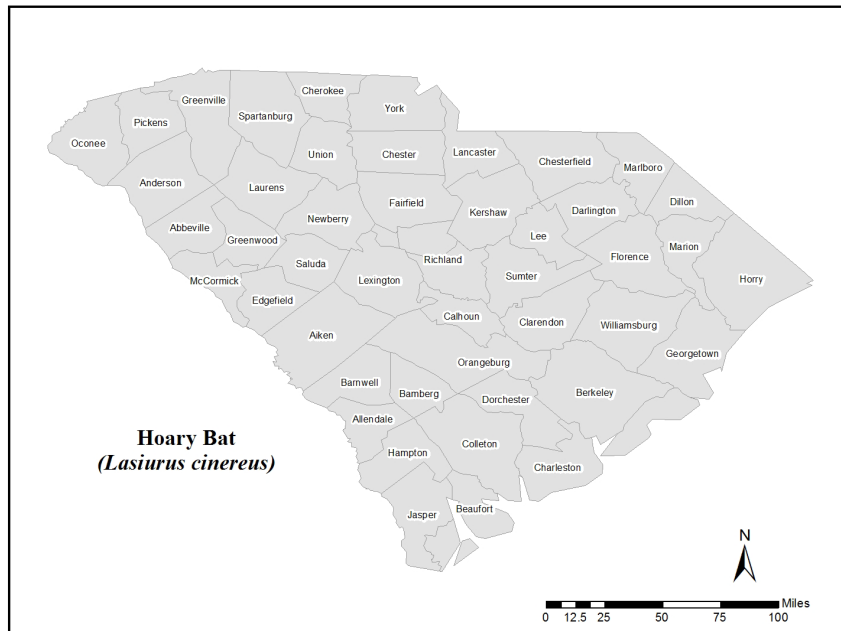 Cherokee
Greenville
York
Spartanburg
Pickens
Oconee
Union
Chester
Lancaster
Chesterfield
Marlboro
Anderson
Laurens
Dillon
Fairfield
Newberry
Kershaw
Darlington
Abbeville
Greenwood
Lee
Marion
Richland
Florence
Saluda
McCormick
Lexington
Sumter
Horry
Edgefield
Calhoun
Clarendon
Williamsburg
Aiken
Georgetown
Orangeburg
Barnwell
Bamberg
Dorchester
Berkeley
Allendale
Hoary Bat
(Lasiurus cinereus)
Colleton
Hampton
Charleston
Jasper
Beaufort
N
Miles
0 12.5 25 50 75 100